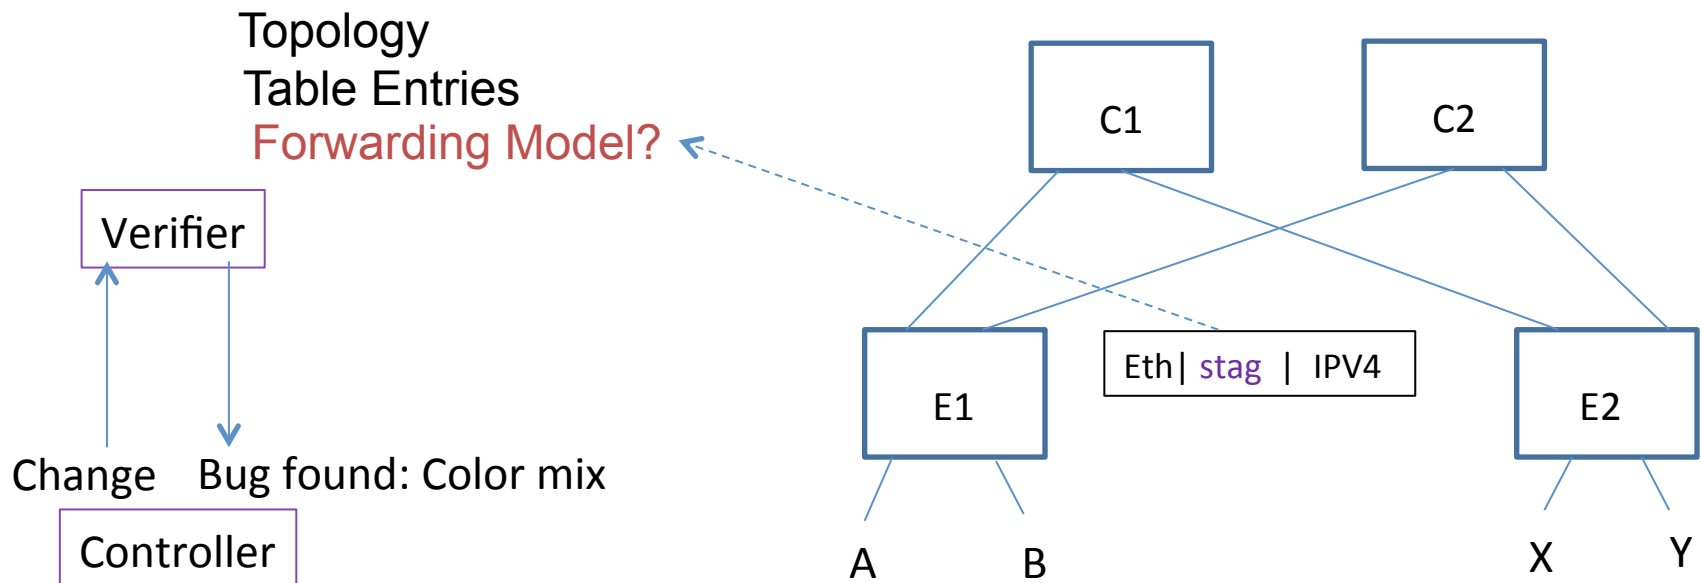 Topology
Table Entries
Forwarding Model?
Verifier
Change
Bug found: Color mix
Controller
C1
C2
Eth| stag | IPV4
E1
E2
A
B
X
Y